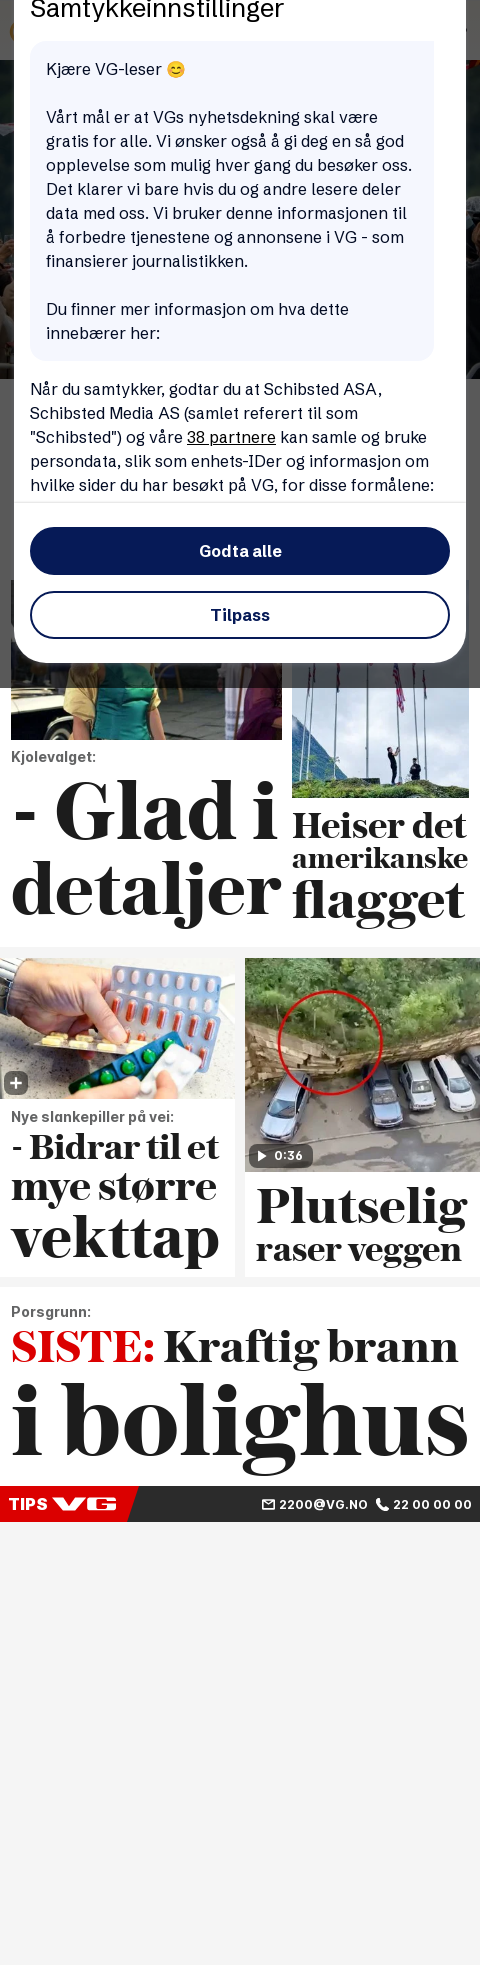 Samtykkeinnstillinger
Kjære VG-leser 😊
Vårt mål er at VGs nyhetsdekning skal være
gratis for alle. Vi ønsker også å gi deg en så god
opplevelse som mulig hver gang du besøker oss.
Det klarer vi bare hvis du og andre lesere deler
data med oss. Vi bruker denne informasjonen til
å forbedre tjenestene og annonsene i VG - som
finansierer journalistikken.
Du finner mer informasjon om hva dette
innebærer her:
Når du samtykker, godtar du at Schibsted ASA,
Schibsted Media AS (samlet referert til som
"Schibsted") og våre 38 partnere kan samle og bruke
persondata, slik som enhets-IDer og informasjon om
hvilke sider du har besøkt på VG, for disse formålene:
Godta alle
Tilpass
Kjolevalget:
- Glad i
detaljer
Heiser det
amerikanske
flagget
Nye slankepiller på vei:
- Bidrar til et
mye større
vekttap
0:36
Plutselig
raser veggen
Porsgrunn:
SISTE: Kraftig brann
i bolighus
TIPS VG 2200@VG.NO 22 00 00 00